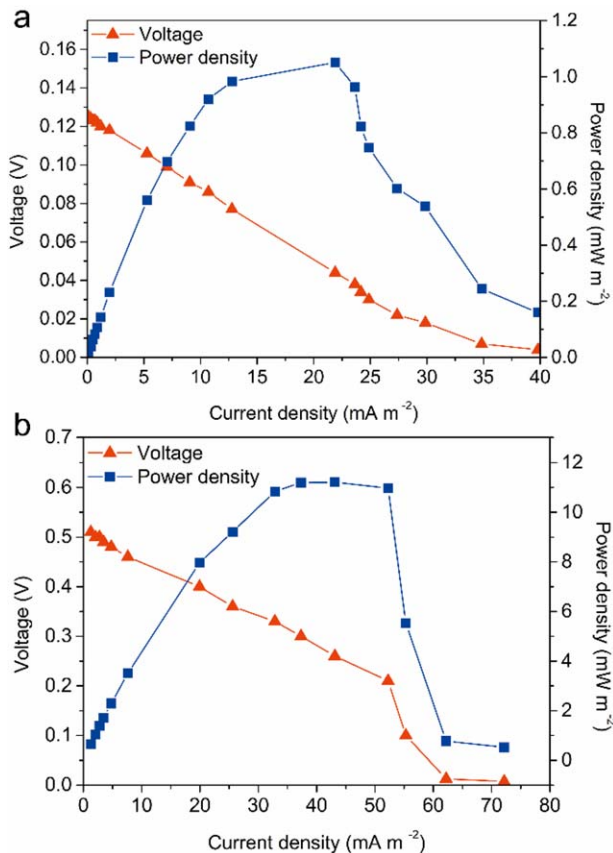 a
Voltage
Power density
0.16
0.14
0.12
0.10
0.08
0.06
0.04
0.02
0.00
Voltage (V)
1.2
1.0
0.8
0.6
0.4
0.2
0.0
Power density (mW m⁻²)
0 5 10 15 20 25 30 35 40
Current density (mA m⁻²)
b
Voltage
Power density
0.7
0.6
0.5
0.4
0.3
0.2
0.1
0.0
Voltage (V)
12
10
8
6
4
2
0
Power density (mW m⁻²)
0 10 20 30 40 50 60 70 80
Current density (mA m⁻²)